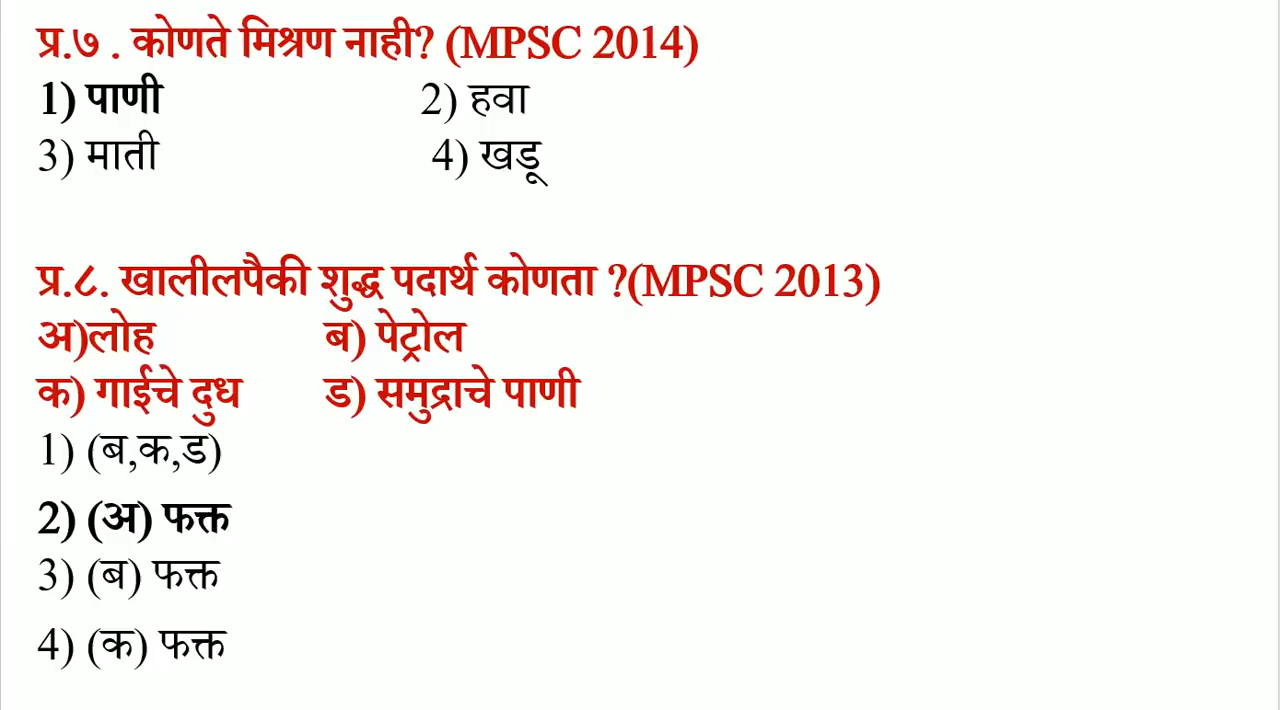 प्र.७ . कोणते मिश्रण नाही? (MPSC 2014)
1) पाणी 2) हवा
3) माती 4) खडू
प्र.८. खालीलपैकी शुद्ध पदार्थ कोणता ?(MPSC 2013)
अ)लोह ब) पेट्रोल
क) गाईचे दुध ड) समुद्राचे पाणी
1) (ब,क,ड)
2) (अ) फक्त
3) (ब) फक्त
4) (क) फक्त